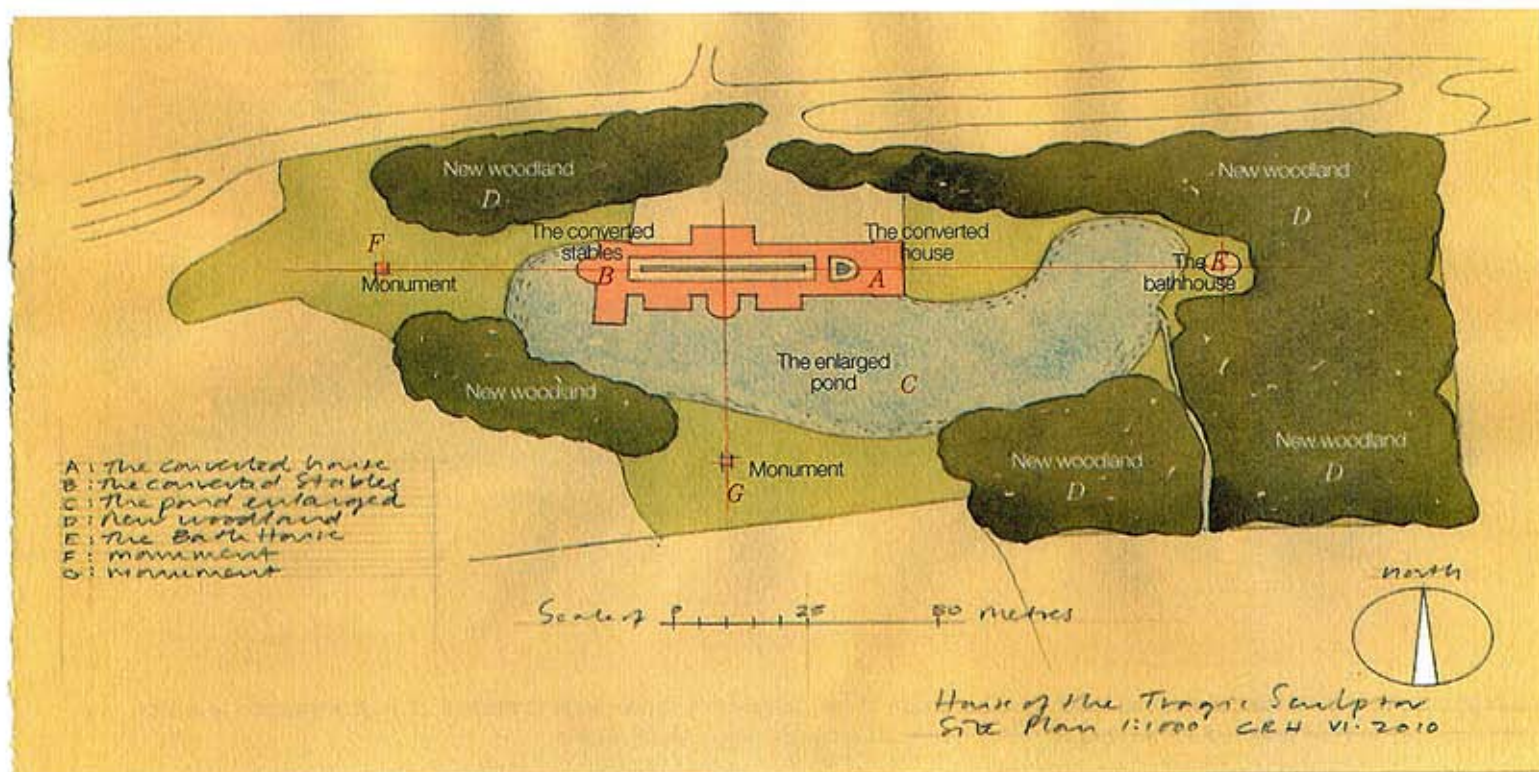 New woodland
D
New woodland
D
F
Monument
The converted
stables
B
The converted
house
A
The
bathhouse
E
The enlarged
pond
C
New woodland
New woodland
D
New woodland
D
Monument
G
A: The converted house
B: The converted Stables
C: The pond enlarged
D: New woodland
E: The Bath House
F: monument
G: monument
Scale of 0 25 50 metres
north
House of the Tragic Sculptor
Site Plan 1:1000 CRH VI. 2010